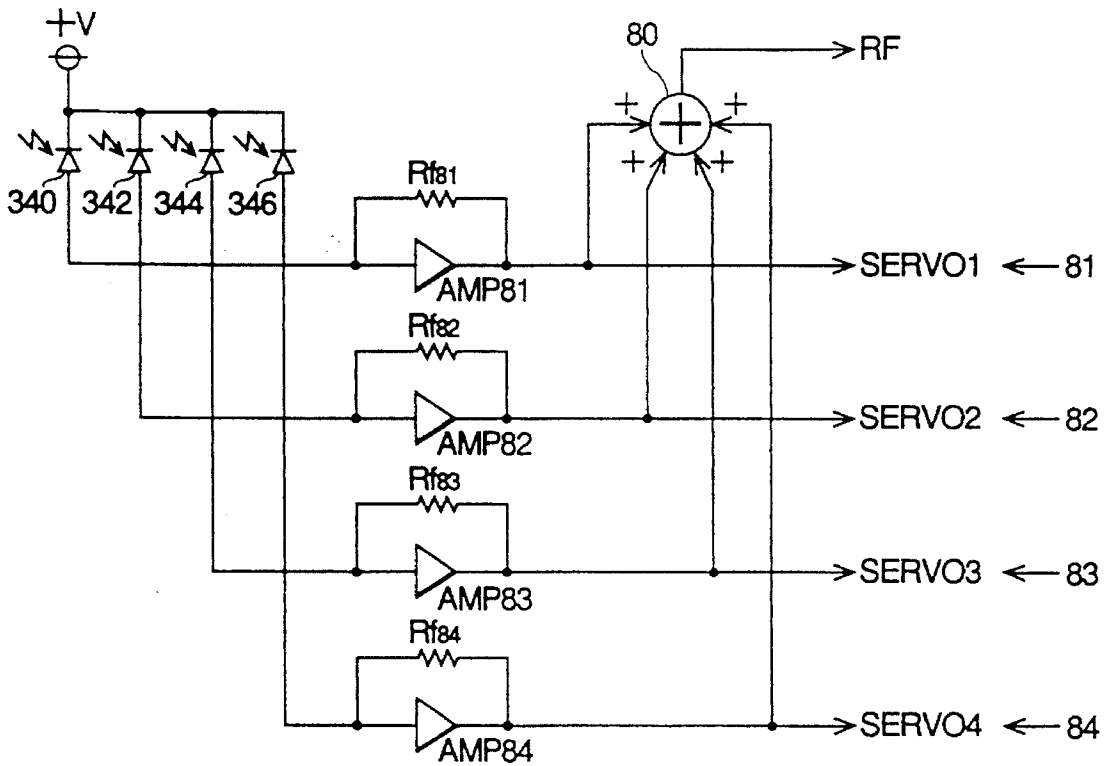 +V
80
RF
+ +
+ +
340 342 344 346
Rf81
AMP81
SERVO1 81
Rf82
AMP82
SERVO2 82
Rf83
AMP83
SERVO3 83
Rf84
AMP84
SERVO4 84